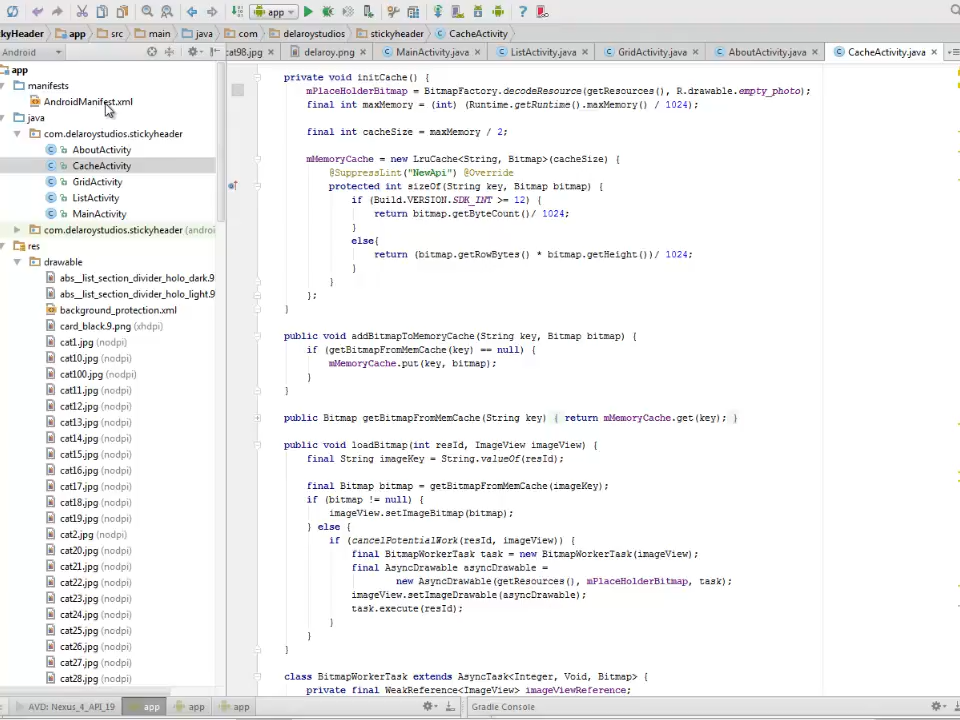 app
ckyHeader app src main java com delaroystudios stickyheader CacheActivity
Android
cat98.jpg delaroy.png MainActivity.java ListActivity.java GridActivity.java AboutActivity.java CacheActivity.java
app
manifests
AndroidManifest.xml
java
com.delaroystudios.stickyheader
AboutActivity
CacheActivity
GridActivity
ListActivity
MainActivity
com.delaroystudios.stickyheader (androi
res
drawable
abs__list_section_divider_holo_dark.9
abs__list_section_divider_holo_light.9
background_protection.xml
card_black.9.png (xhdpi)
cat1.jpg (nodpi)
cat10.jpg (nodpi)
cat100.jpg (nodpi)
cat11.jpg (nodpi)
cat12.jpg (nodpi)
cat13.jpg (nodpi)
cat14.jpg (nodpi)
cat15.jpg (nodpi)
cat16.jpg (nodpi)
cat17.jpg (nodpi)
cat18.jpg (nodpi)
cat19.jpg (nodpi)
cat2.jpg (nodpi)
cat20.jpg (nodpi)
cat21.jpg (nodpi)
cat22.jpg (nodpi)
cat23.jpg (nodpi)
cat24.jpg (nodpi)
cat25.jpg (nodpi)
cat26.jpg (nodpi)
cat27.jpg (nodpi)
cat28.jpg (nodpi)
private void initCache() {
mPlaceHolderBitmap = BitmapFactory.decodeResource(getResources(), R.drawable.empty_photo);
final int maxMemory = (int) (Runtime.getRuntime().maxMemory() / 1024);
final int cacheSize = maxMemory / 2;
mMemoryCache = new LruCache<String, Bitmap>(cacheSize) {
@SuppressLint("NewApi") @Override
protected int sizeOf(String key, Bitmap bitmap) {
if (Build.VERSION.SDK_INT >= 12) {
return bitmap.getByteCount()/ 1024;
}
else{
return (bitmap.getRowBytes() * bitmap.getHeight())/ 1024;
}
}
};
}
public void addBitmapToMemoryCache(String key, Bitmap bitmap) {
if (getBitmapFromMemCache(key) == null) {
mMemoryCache.put(key, bitmap);
}
}
public Bitmap getBitmapFromMemCache(String key) { return mMemoryCache.get(key); }
public void loadBitmap(int resId, ImageView imageView) {
final String imageKey = String.valueOf(resId);
final Bitmap bitmap = getBitmapFromMemCache(imageKey);
if (bitmap != null) {
imageView.setImageBitmap(bitmap);
} else {
if (cancelPotentialWork(resId, imageView)) {
final BitmapWorkerTask task = new BitmapWorkerTask(imageView);
final AsyncDrawable asyncDrawable =
new AsyncDrawable(getResources(), mPlaceHolderBitmap, task);
imageView.setImageDrawable(asyncDrawable);
task.execute(resId);
}
}
}
class BitmapWorkerTask extends AsyncTask<Integer, Void, Bitmap> {
private final WeakReference<ImageView> imageViewReference;
AVD: Nexus_4_API_19 app app app Gradle Console